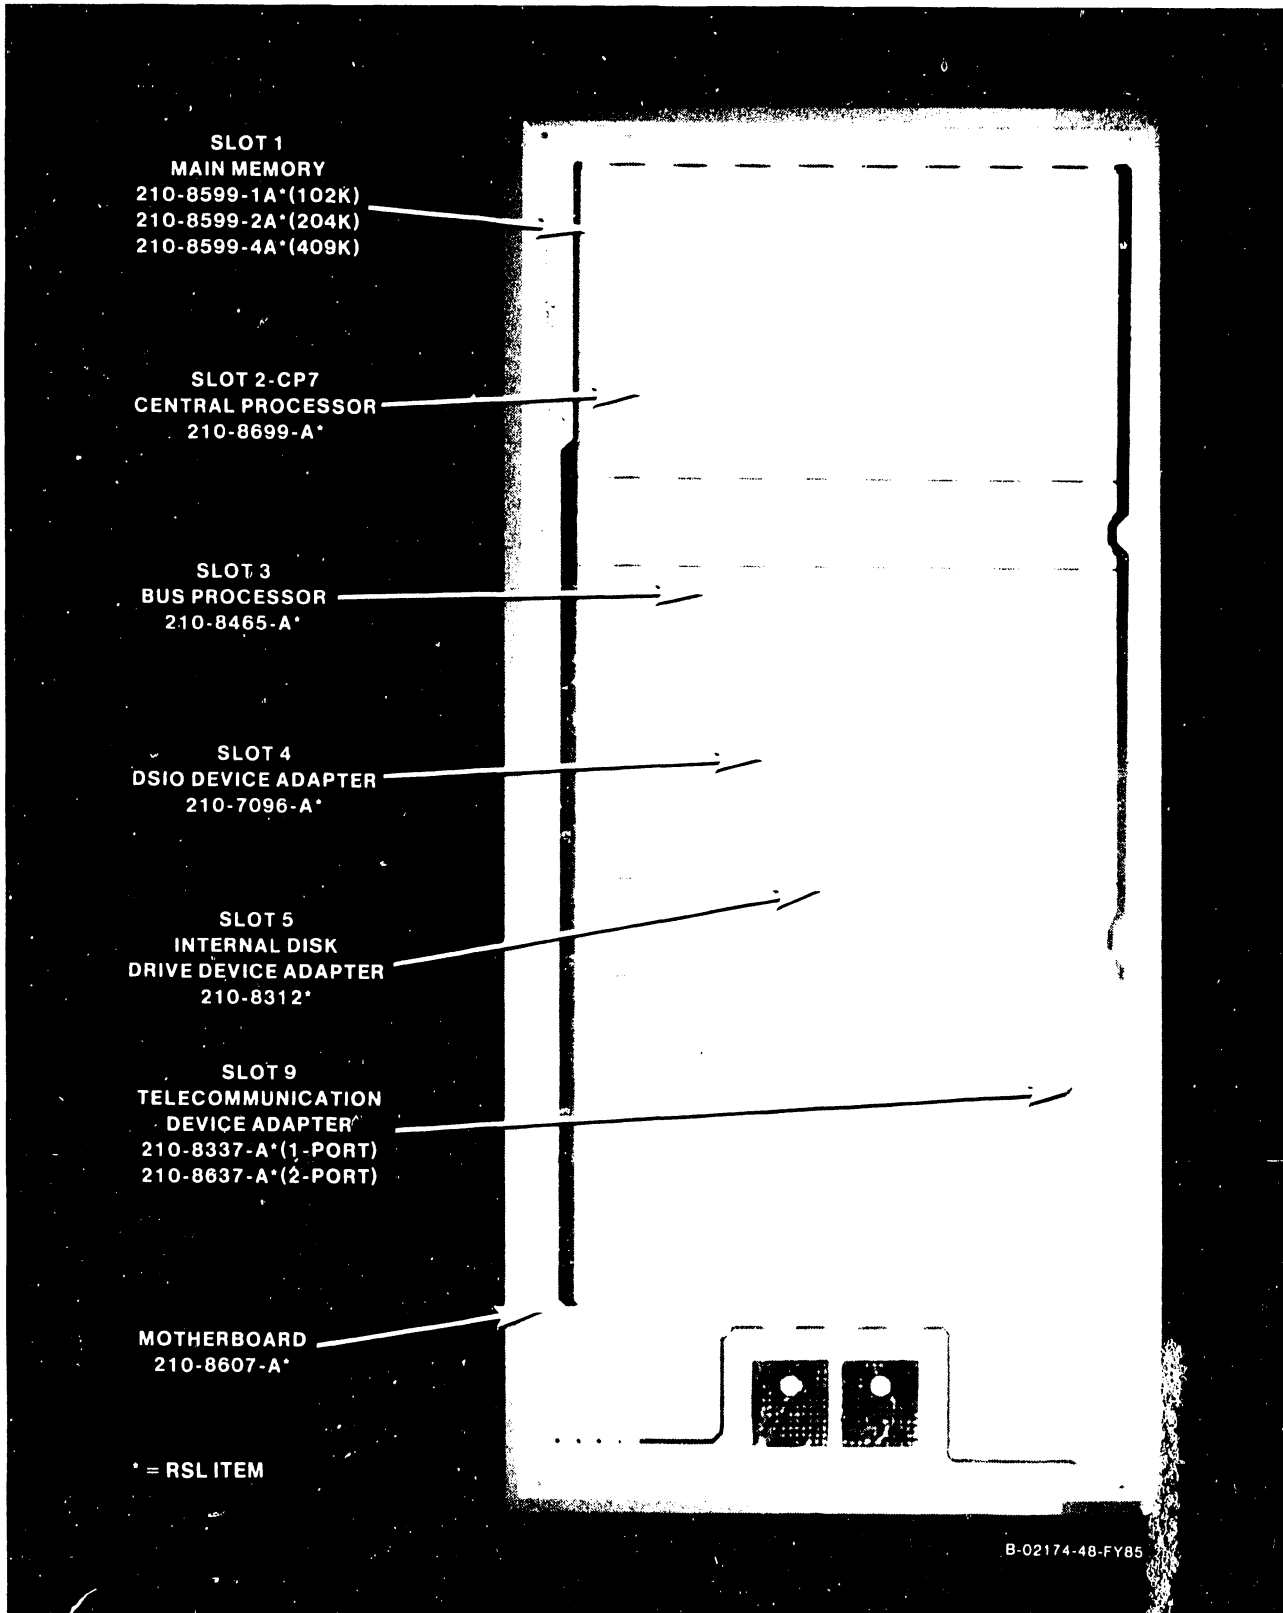 SLOT 1
MAIN MEMORY
210-8599-1A*(102K)
210-8599-2A*(204K)
210-8599-4A*(409K)
SLOT 2-CP7
CENTRAL PROCESSOR
210-8699-A*
SLOT 3
BUS PROCESSOR
210-8465-A*
SLOT 4
DSIO DEVICE ADAPTER
210-7096-A*
SLOT 5
INTERNAL DISK
DRIVE DEVICE ADAPTER
210-8312*
SLOT 9
TELECOMMUNICATION
DEVICE ADAPTER
210-8337-A*(1-PORT)
210-8637-A*(2-PORT)
MOTHERBOARD
210-8607-A*
* = RSL ITEM
B-02174-48-FY85